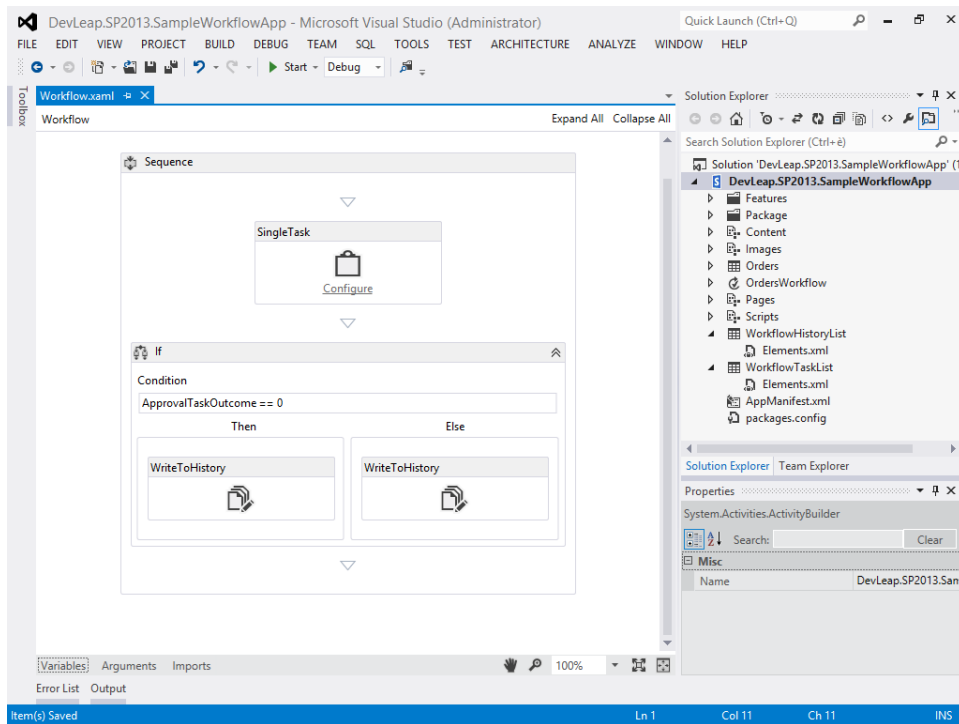 DevLeap.SP2013.SampleWorkflowApp - Microsoft Visual Studio (Administrator)
Quick Launch (Ctrl+Q)
FILE EDIT VIEW PROJECT BUILD DEBUG TEAM SQL TOOLS TEST ARCHITECTURE ANALYZE WINDOW HELP
Start Debug
Toolbox
Workflow.xaml
Workflow
Expand All Collapse All
Sequence
SingleTask
Configure
If
Condition
ApprovalTaskOutcome == 0
Then Else
WriteToHistory WriteToHistory
Variables Arguments Imports
100%
Error List Output
Solution Explorer
Search Solution Explorer (Ctrl+è)
Solution 'DevLeap.SP2013.SampleWorkflowApp' (1
DevLeap.SP2013.SampleWorkflowApp
Features
Package
Content
Images
Orders
OrdersWorkflow
Pages
Scripts
WorkflowHistoryList
Elements.xml
WorkflowTaskList
Elements.xml
AppManifest.xml
packages.config
Solution Explorer Team Explorer
Properties
System.Activities.ActivityBuilder
Search: Clear
Misc
Name DevLeap.SP2013.San
Item(s) Saved Ln 1 Col 11 Ch 11 INS